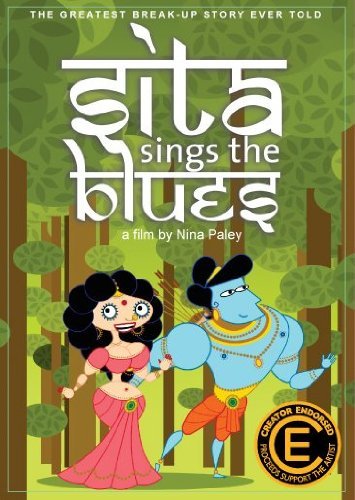 THE GREATEST BREAK-UP STORY EVER TOLD
sita
sings the
blues
a film by Nina Paley
CREATOR ENDORSED
E
PROCEEDS SUPPORT THE ARTIST